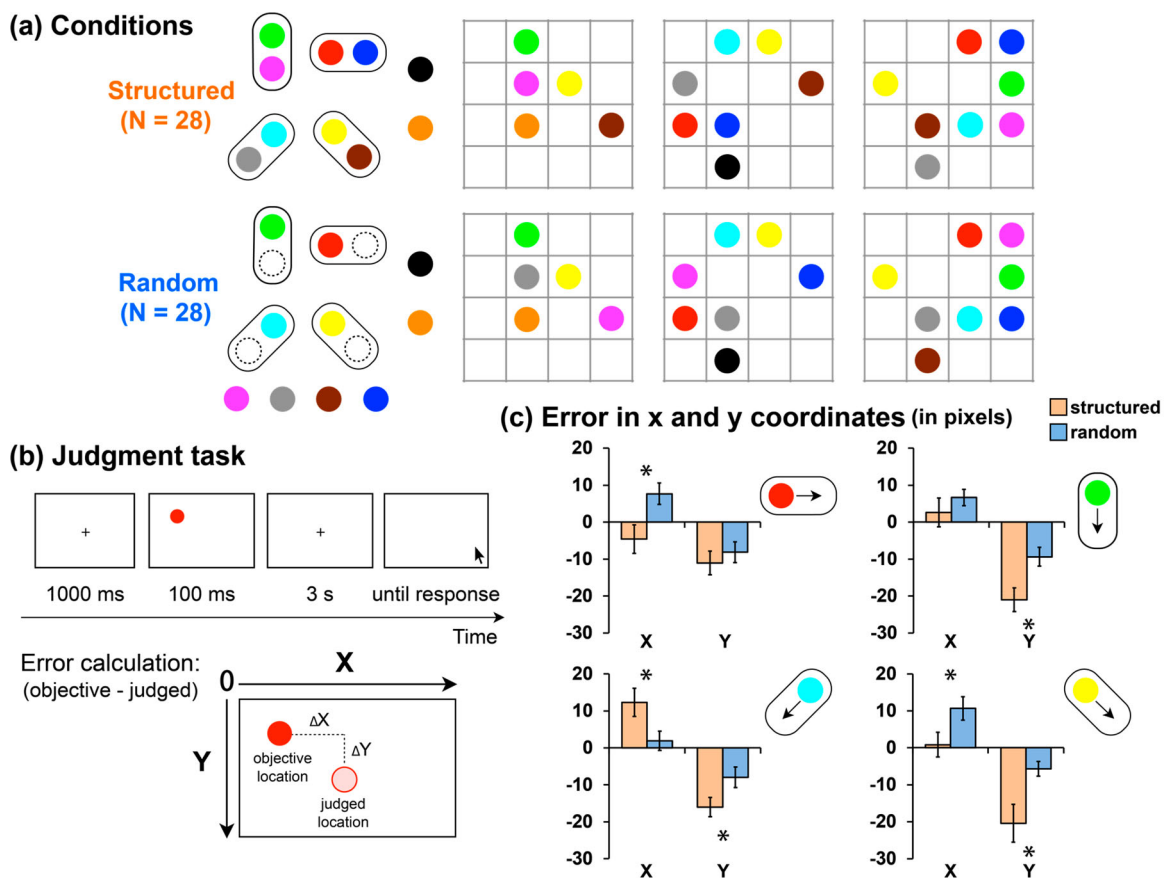 (a) Conditions
Structured
(N = 28)
Random
(N = 28)
(b) Judgment task
1000 ms
100 ms
3 s
until response
Time
Error calculation:
(objective - judged)
0
X
Y
ΔX
ΔY
objective
location
judged
location
(c) Error in x and y coordinates (in pixels)
structured
random
20
10
0
-10
-20
-30
*
X Y
20
10
0
-10
-20
-30
*
X Y
20
10
0
-10
-20
-30
*
*
X Y
20
10
0
-10
-20
-30
*
*
X Y